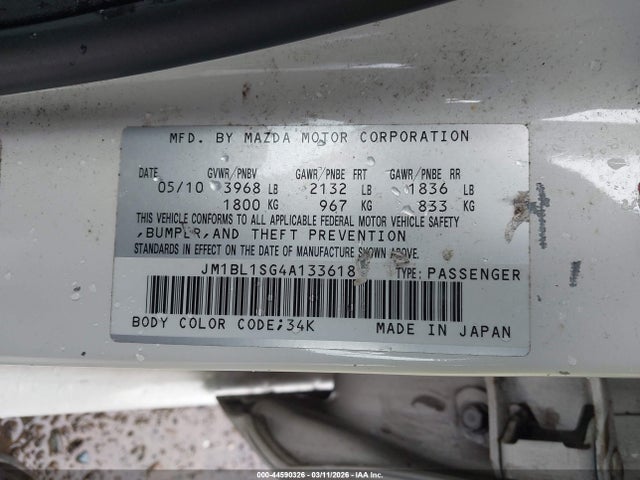 MFD. BY MAZDA MOTOR CORPORATION
DATE GVWR/PNBV GAWR/PNBE FRT GAWR/PNBE RR
05/10 3968 LB 2132 LB 1836 LB
1800 KG 967 KG 833 KG
THIS VEHICLE CONFORMS TO ALL APPLICABLE FEDERAL MOTOR VEHICLE SAFETY
,BUMPER,AND THEFT PREVENTION
STANDARDS IN EFFECT ON THE DATE OF MANUFACTURE SHOWN ABOVE.
JM1BL1SG4A1336187 TYPE: PASSENGER
BODY COLOR CODE;34K MADE IN JAPAN
000-44590326 - 03/11/2026 - IAA Inc.